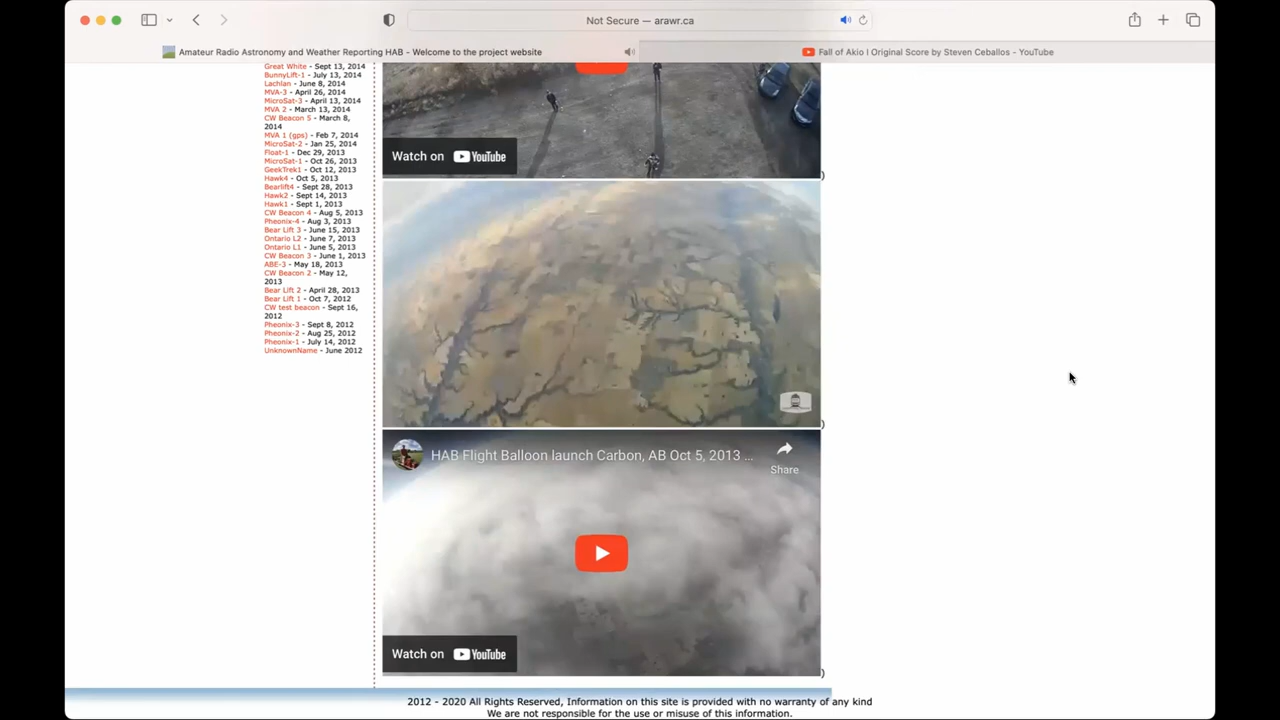 Not Secure — arawr.ca
Amateur Radio Astronomy and Weather Reporting HAB - Welcome to the project website
Fall of Akio I Original Score by Steven Ceballos - YouTube
Great White - Sept 13, 2014
BunnyLift-1 - July 13, 2014
Lachlan - June 8, 2014
MVA-3 - April 26, 2014
MicroSat-3 - April 13, 2014
MVA 2 - March 13, 2014
CW Beacon 5 - March 8,
2014
MVA 1 (gps) - Feb 7, 2014
MicroSat-2 - Jan 25, 2014
Float-1 - Dec 29, 2013
MicroSat-1 - Oct 26, 2013
GeekTrek1 - Oct 12, 2013
Hawk4 - Oct 5, 2013
Bearlift4 - Sept 28, 2013
Hawk2 - Sept 14, 2013
Hawk1 - Sept 1, 2013
CW Beacon 4 - Aug 5, 2013
Pheonix-4 - Aug 3, 2013
Bear Lift 3 - June 15, 2013
Ontario L2 - June 7, 2013
Ontario L1 - June 5, 2013
CW Beacon 3 - June 1, 2013
ABE-3 - May 18, 2013
CW Beacon 2 - May 12,
2013
Bear Lift 2 - April 28, 2013
Bear Lift 1 - Oct 7, 2012
CW test beacon - Sept 16,
2012
Pheonix-3 - Sept 8, 2012
Pheonix-2 - Aug 25, 2012
Pheonix-1 - July 14, 2012
UnknownName - June 2012
Watch on YouTube
)
)
HAB Flight Balloon launch Carbon, AB Oct 5, 2013 ...
Share
Watch on YouTube
)
2012 - 2020 All Rights Reserved, Information on this site is provided with no warranty of any kind
We are not responsible for the use or misuse of this information.